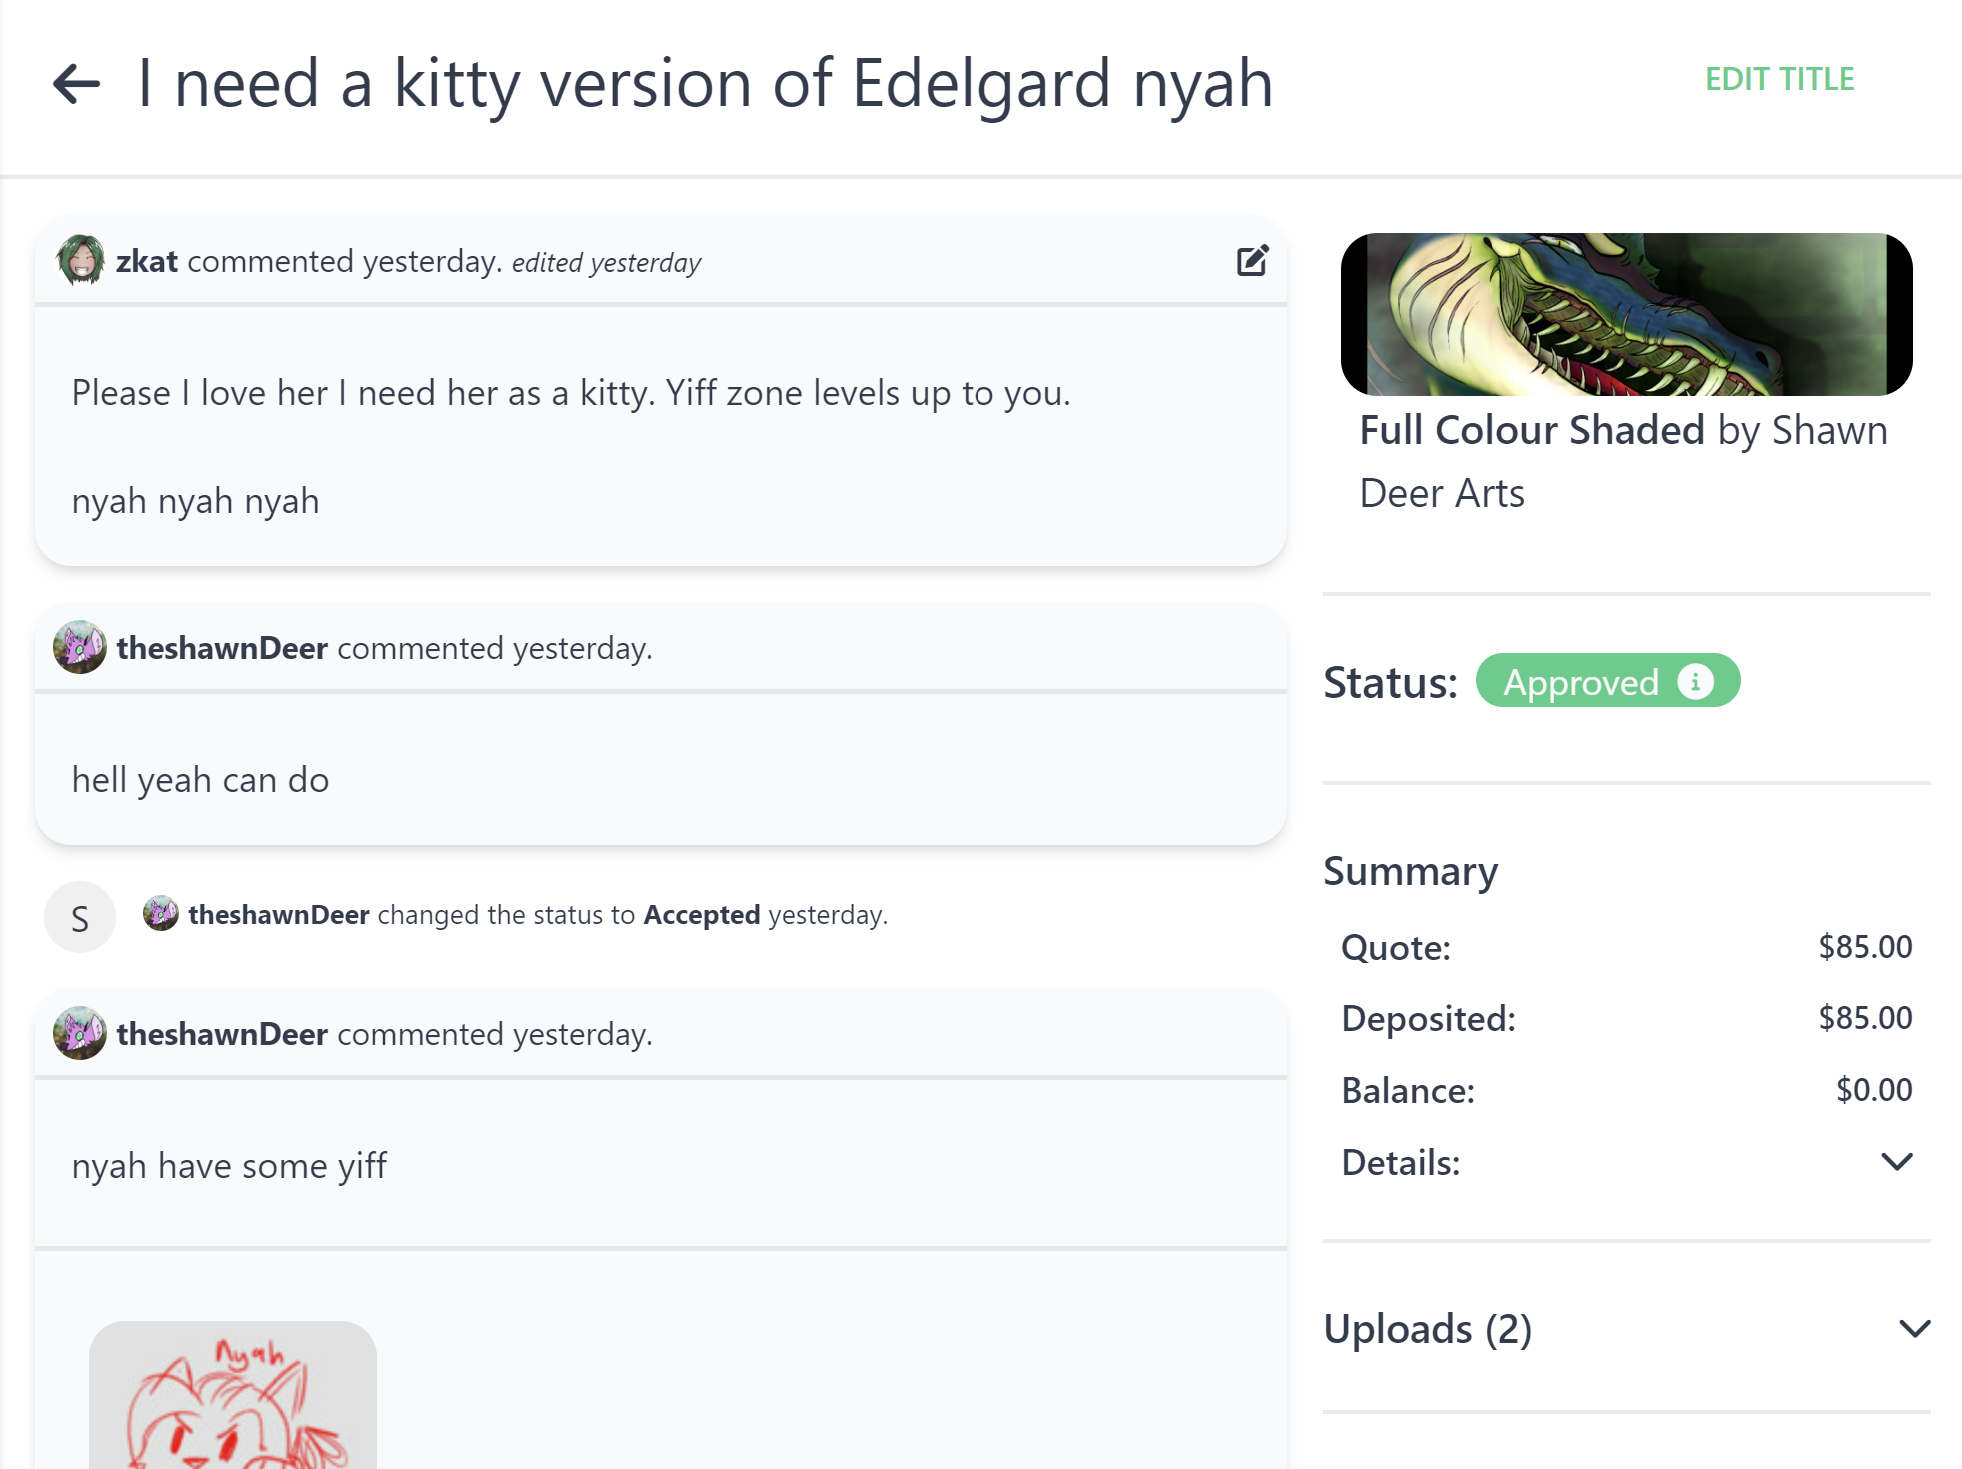 I need a kitty version of Edelgard nyah
EDIT TITLE
zkat commented yesterday. edited yesterday
Please I love her I need her as a kitty. Yiff zone levels up to you.
nyah nyah nyah
theshawnDeer commented yesterday.
hell yeah can do
S theshawnDeer changed the status to Accepted yesterday.
theshawnDeer commented yesterday.
nyah have some yiff
Nyah
Full Colour Shaded by Shawn
Deer Arts
Status: Approved
Summary
Quote: $85.00
Deposited: $85.00
Balance: $0.00
Details:
Uploads (2)